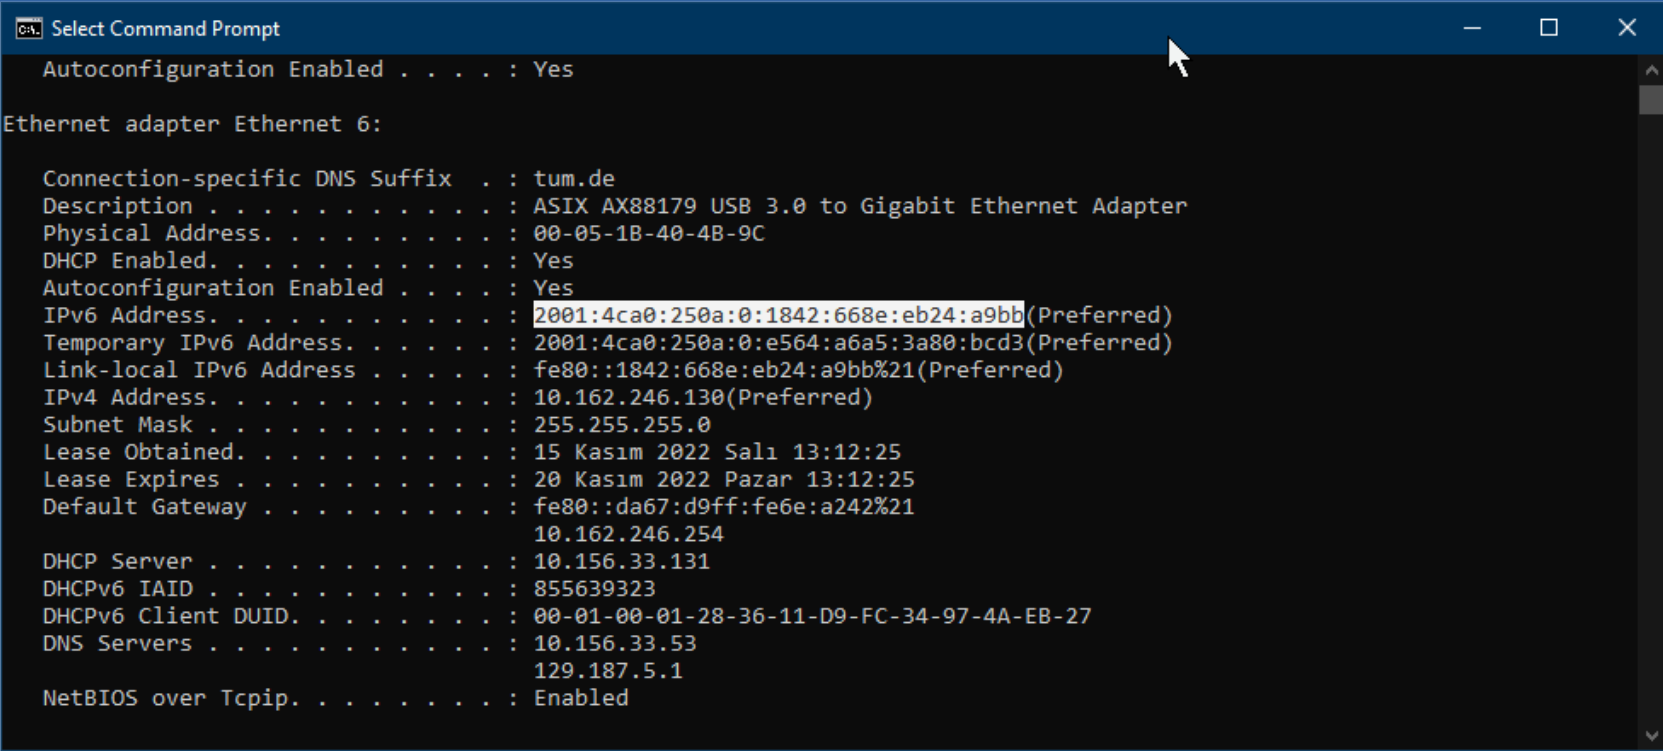 Select Command Prompt
Autoconfiguration Enabled . . . . : Yes
Ethernet adapter Ethernet 6:
Connection-specific DNS Suffix  . : tum.de
Description . . . . . . . . . . . : ASIX AX88179 USB 3.0 to Gigabit Ethernet Adapter
Physical Address. . . . . . . . . : 00-05-1B-40-4B-9C
DHCP Enabled. . . . . . . . . . . : Yes
Autoconfiguration Enabled . . . . : Yes
IPv6 Address. . . . . . . . . . . : 2001:4ca0:250a:0:1842:668e:eb24:a9bb(Preferred)
Temporary IPv6 Address. . . . . . : 2001:4ca0:250a:0:e564:a6a5:3a80:bcd3(Preferred)
Link-local IPv6 Address . . . . . : fe80::1842:668e:eb24:a9bb%21(Preferred)
IPv4 Address. . . . . . . . . . . : 10.162.246.130(Preferred)
Subnet Mask . . . . . . . . . . . : 255.255.255.0
Lease Obtained. . . . . . . . . . : 15 Kasım 2022 Salı 13:12:25
Lease Expires . . . . . . . . . . : 20 Kasım 2022 Pazar 13:12:25
Default Gateway . . . . . . . . . : fe80::da67:d9ff:fe6e:a242%21
10.162.246.254
DHCP Server . . . . . . . . . . . : 10.156.33.131
DHCPv6 IAID . . . . . . . . . . . : 855639323
DHCPv6 Client DUID. . . . . . . . : 00-01-00-01-28-36-11-D9-FC-34-97-4A-EB-27
DNS Servers . . . . . . . . . . . : 10.156.33.53
129.187.5.1
NetBIOS over Tcpip. . . . . . . . : Enabled